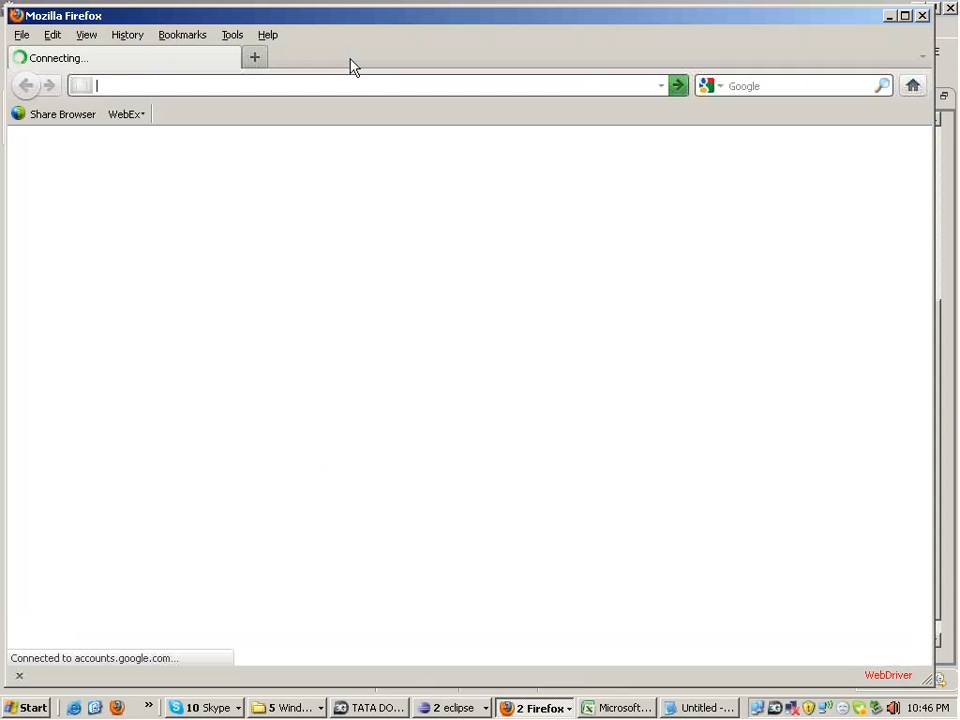 Mozilla Firefox
File Edit View History Bookmarks Tools Help
Connecting...
Google
Share Browser WebEx
Connected to accounts.google.com...
WebDriver
Start 10 Skype 5 Wind... TATA DO... 2 eclipse 2 Firefox Microsoft... Untitled -... 10:46 PM